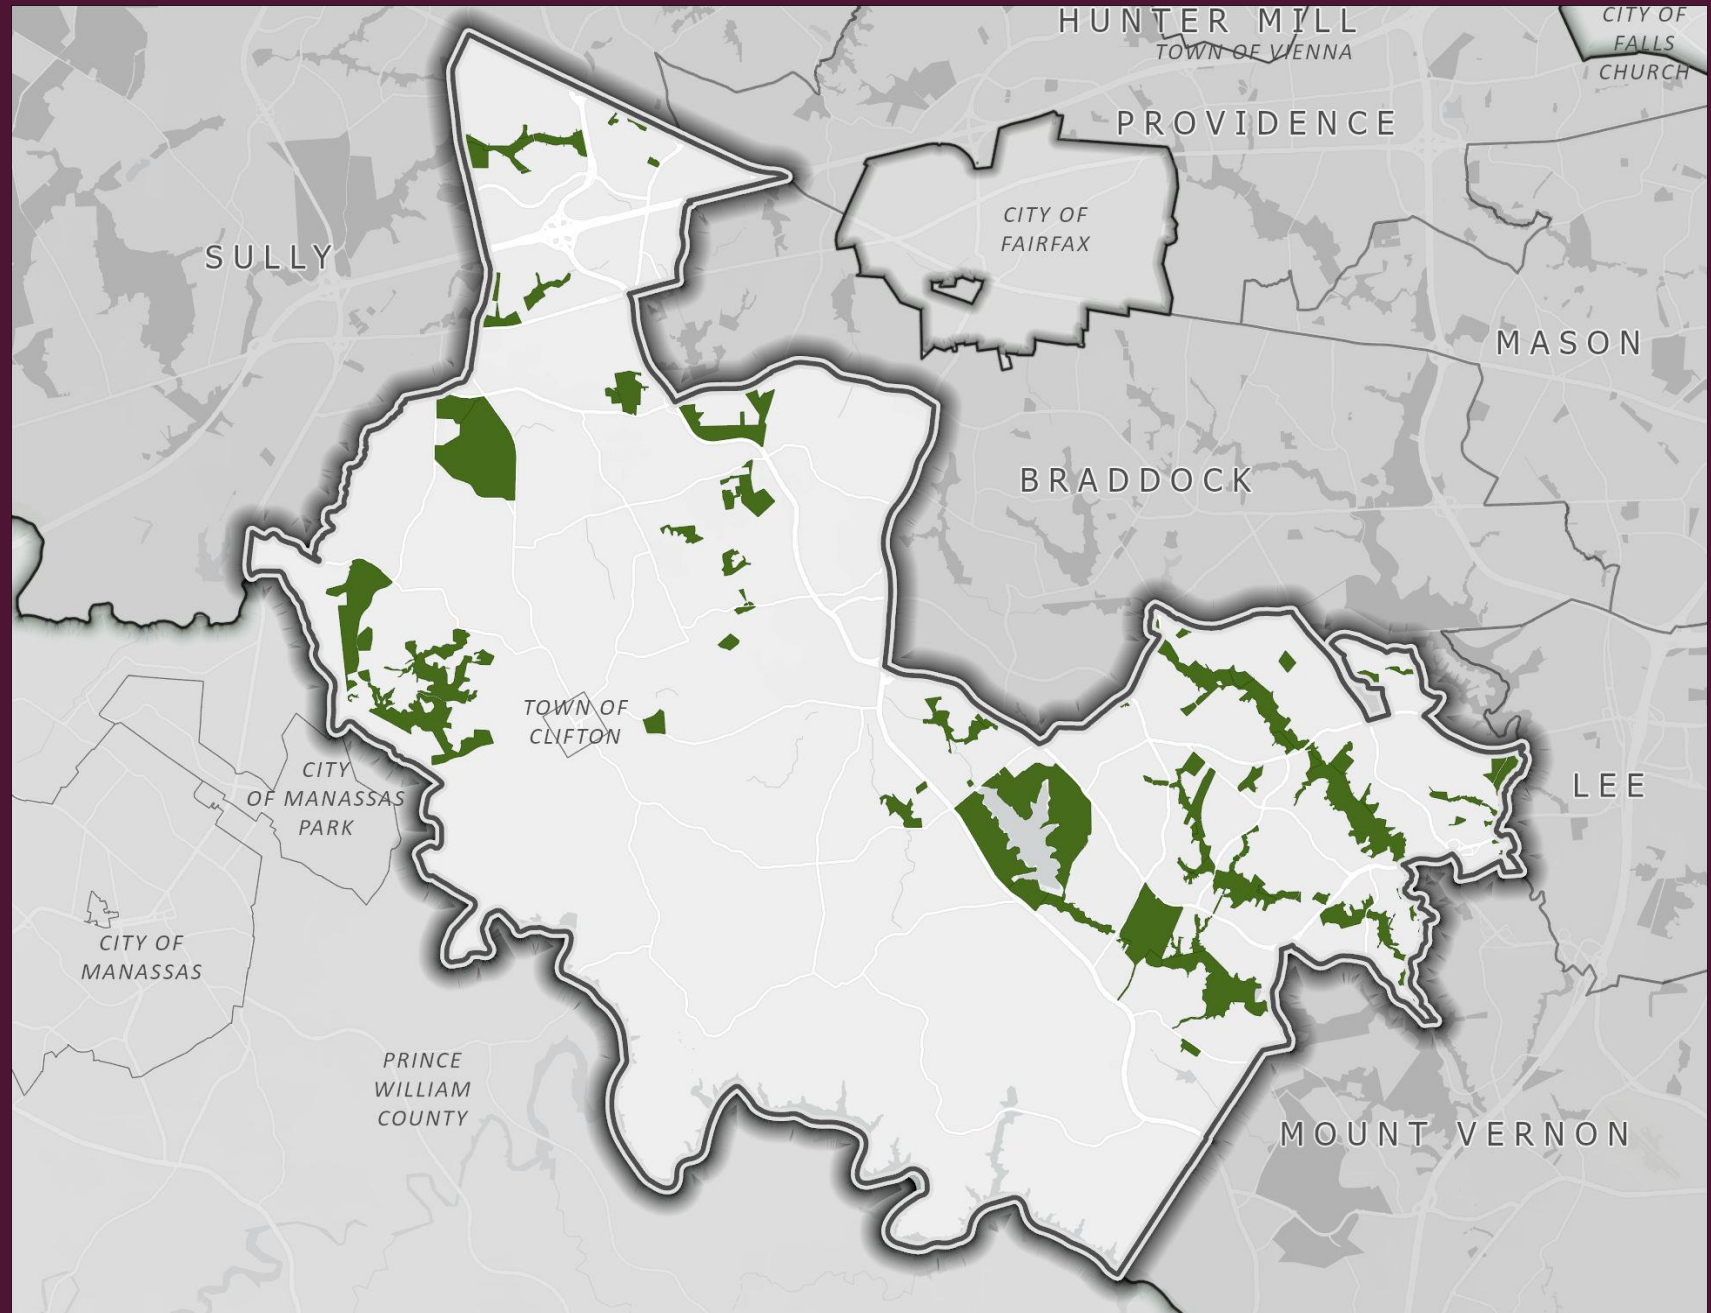 HUNTER MILL
TOWN OF VIENNA
CITY OF
FALLS
CHURCH
PROVIDENCE
CITY OF
FAIRFAX
SULLY
MASON
BRADDOCK
TOWN OF
CLIFTON
CITY
OF MANASSAS
PARK
LEE
CITY OF
MANASSAS
PRINCE
WILLIAM
COUNTY
MOUNT VERNON